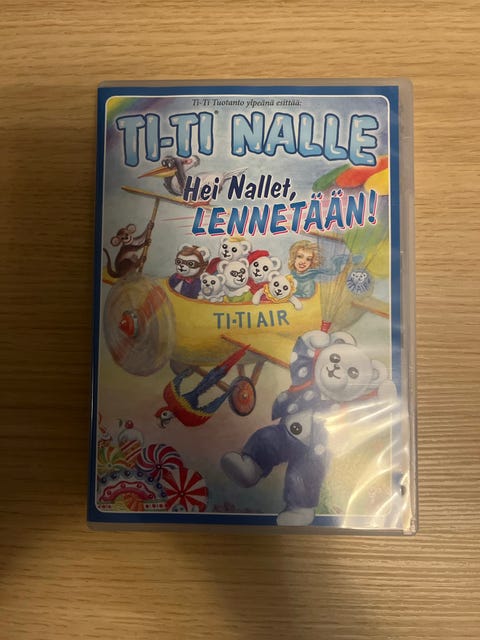 Ti-Ti Tuotanto ylpeänä esittää:
TI-TI® NALLE
Hei Nallet,
LENNETÄÄN!
TI-TI AIR